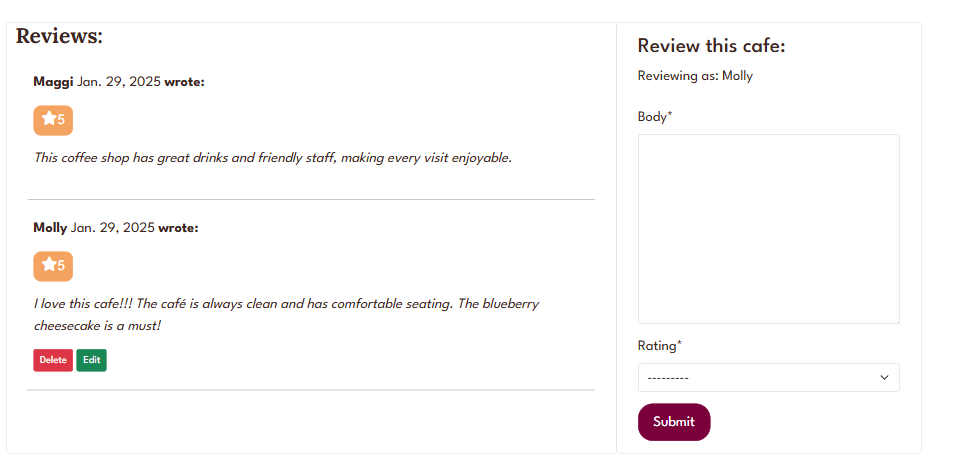 Reviews:
Maggi Jan. 29, 2025 wrote:
5
This coffee shop has great drinks and friendly staff, making every visit enjoyable.
Molly Jan. 29, 2025 wrote:
5
I love this cafe!!! The café is always clean and has comfortable seating. The blueberry
cheesecake is a must!
Delete Edit
Review this cafe:
Reviewing as: Molly
Body*
Rating*
---------
Submit